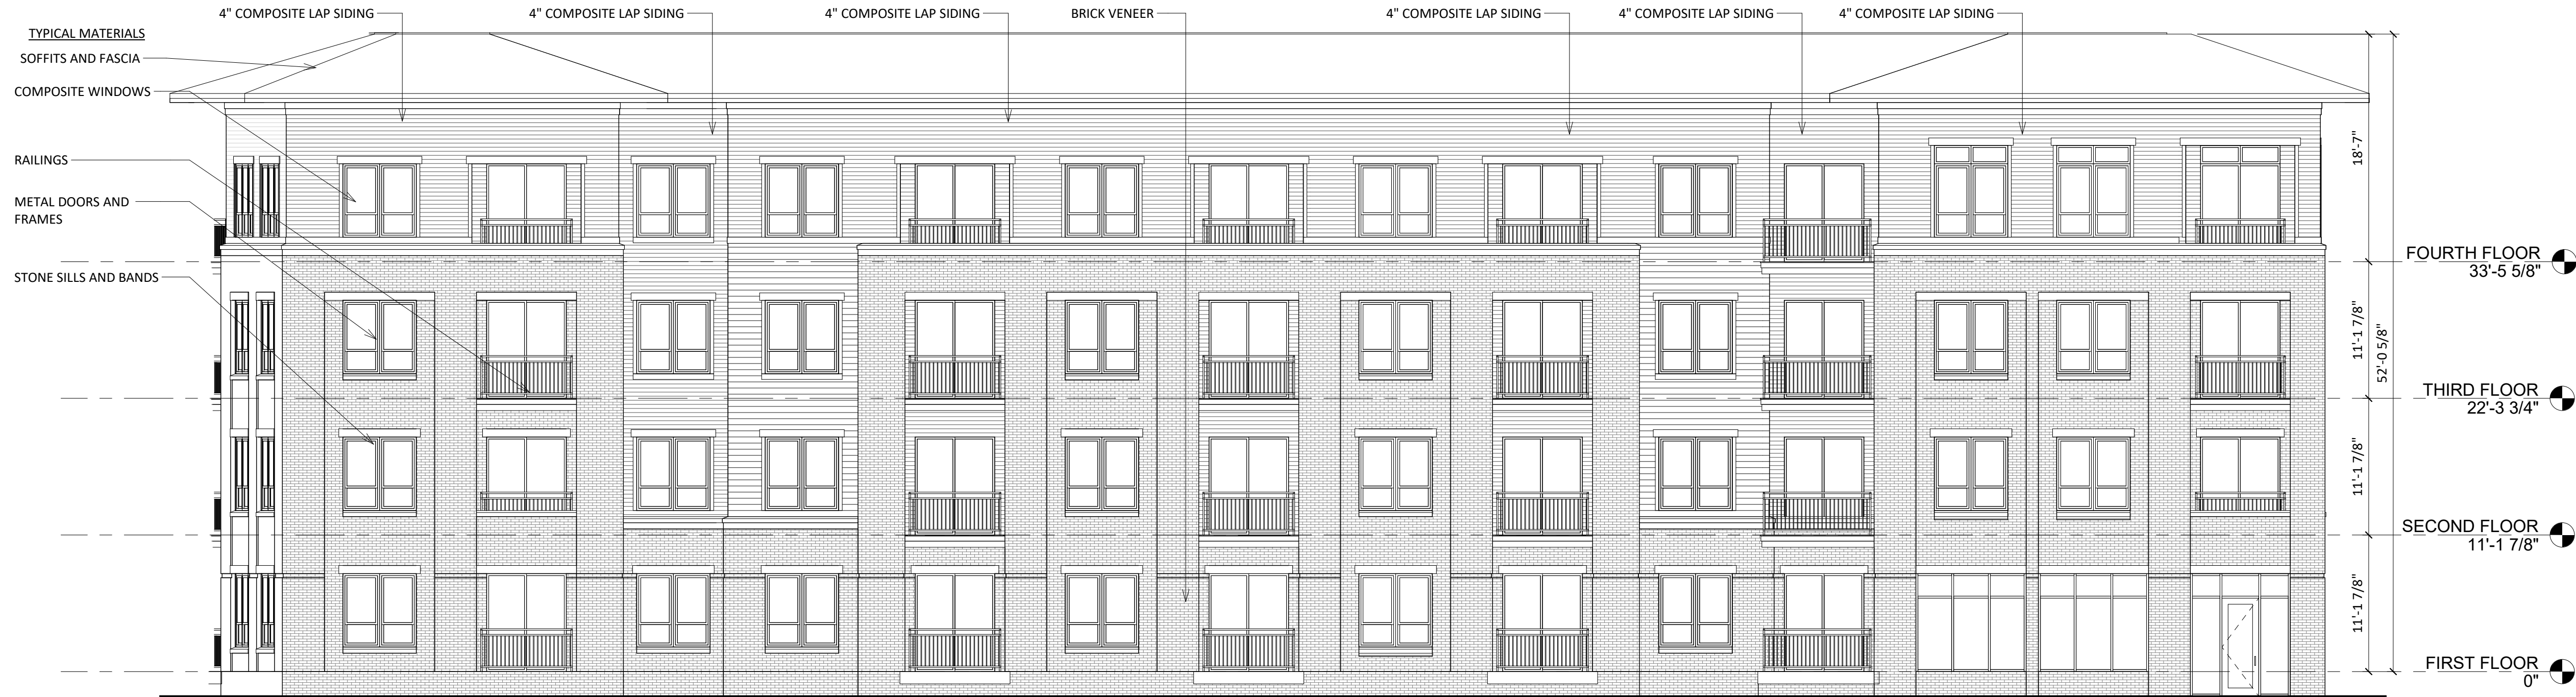 4" COMPOSITE LAP SIDING
4" COMPOSITE LAP SIDING
4" COMPOSITE LAP SIDING
BRICK VENEER
4" COMPOSITE LAP SIDING
4" COMPOSITE LAP SIDING
4" COMPOSITE LAP SIDING
TYPICAL MATERIALS
SOFFITS AND FASCIA
COMPOSITE WINDOWS
RAILINGS
METAL DOORS AND
FRAMES
STONE SILLS AND BANDS
18'-7"
11'-1 7/8"
11'-1 7/8"
11'-1 7/8"
52'-0 5/8"
FOURTH FLOOR
33'-5 5/8"
THIRD FLOOR
22'-3 3/4"
SECOND FLOOR
11'-1 7/8"
FIRST FLOOR
0"